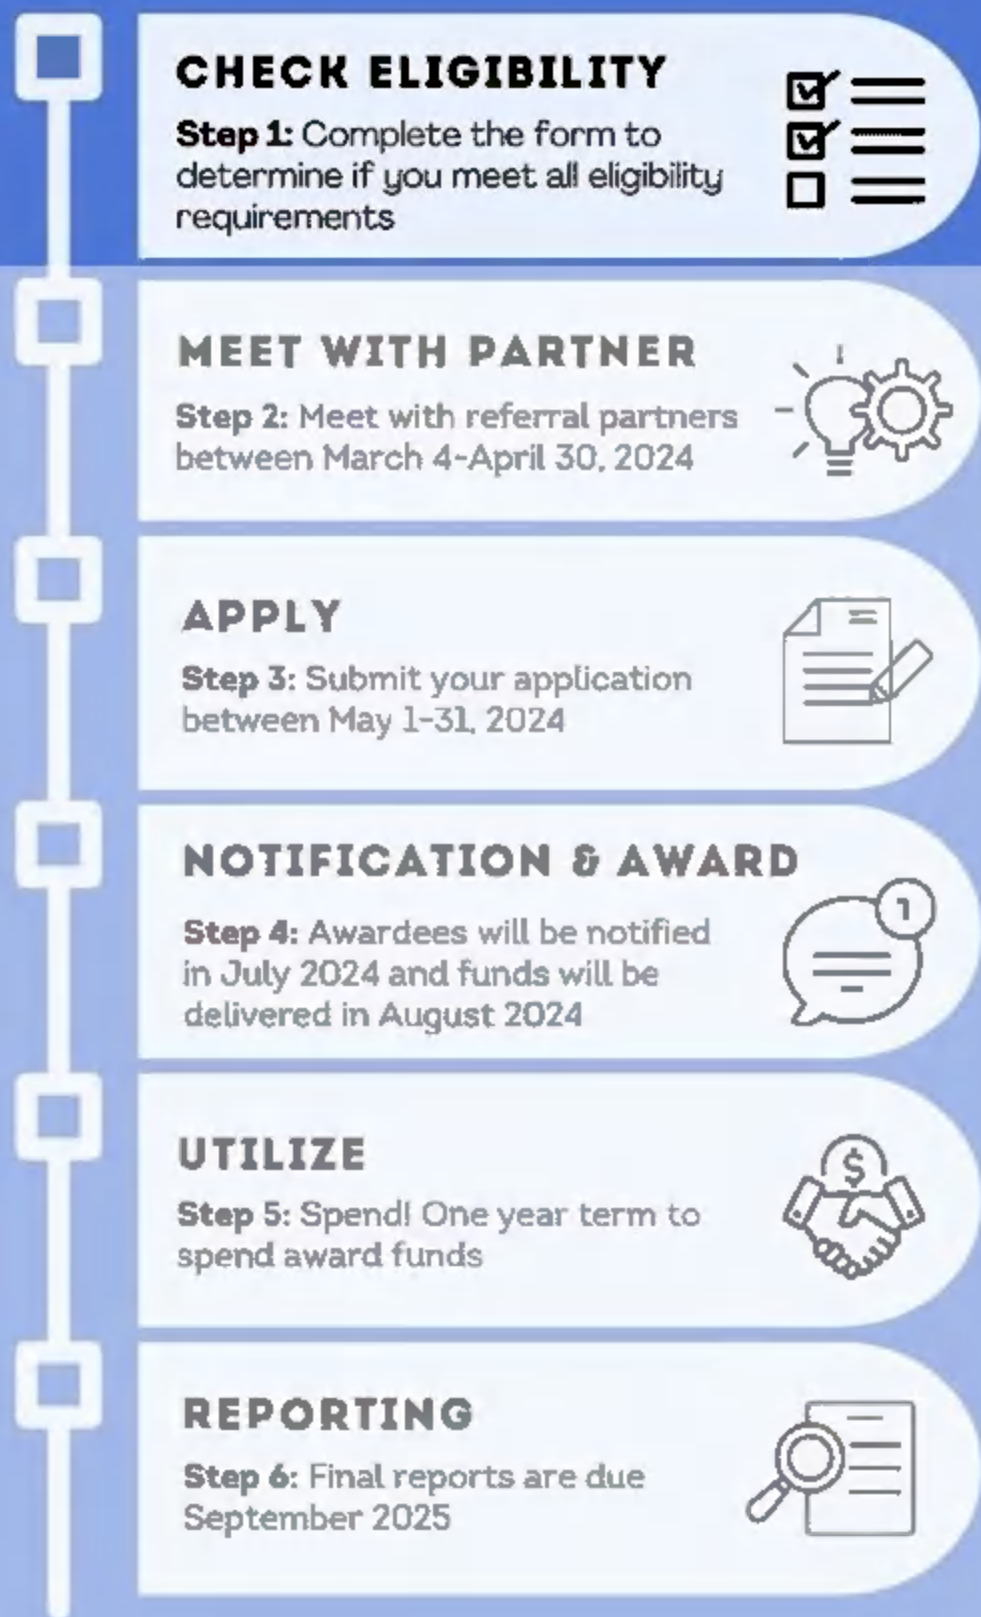 CHECK ELIGIBILITY
Step 1: Complete the form to
determine if you meet all eligibility
requirements
MEET WITH PARTNER
Step 2: Meet with referral partners
between March 4-April 30, 2024
APPLY
Step 3: Submit your application
between May 1-31, 2024
NOTIFICATION & AWARD
1
Step 4: Awardees will be notified
in July 2024 and funds will be
delivered in August 2024
UTILIZE
$
Step 5: Spend! One year term to
spend award funds
REPORTING
Step 6: Final reports are due
September 2025